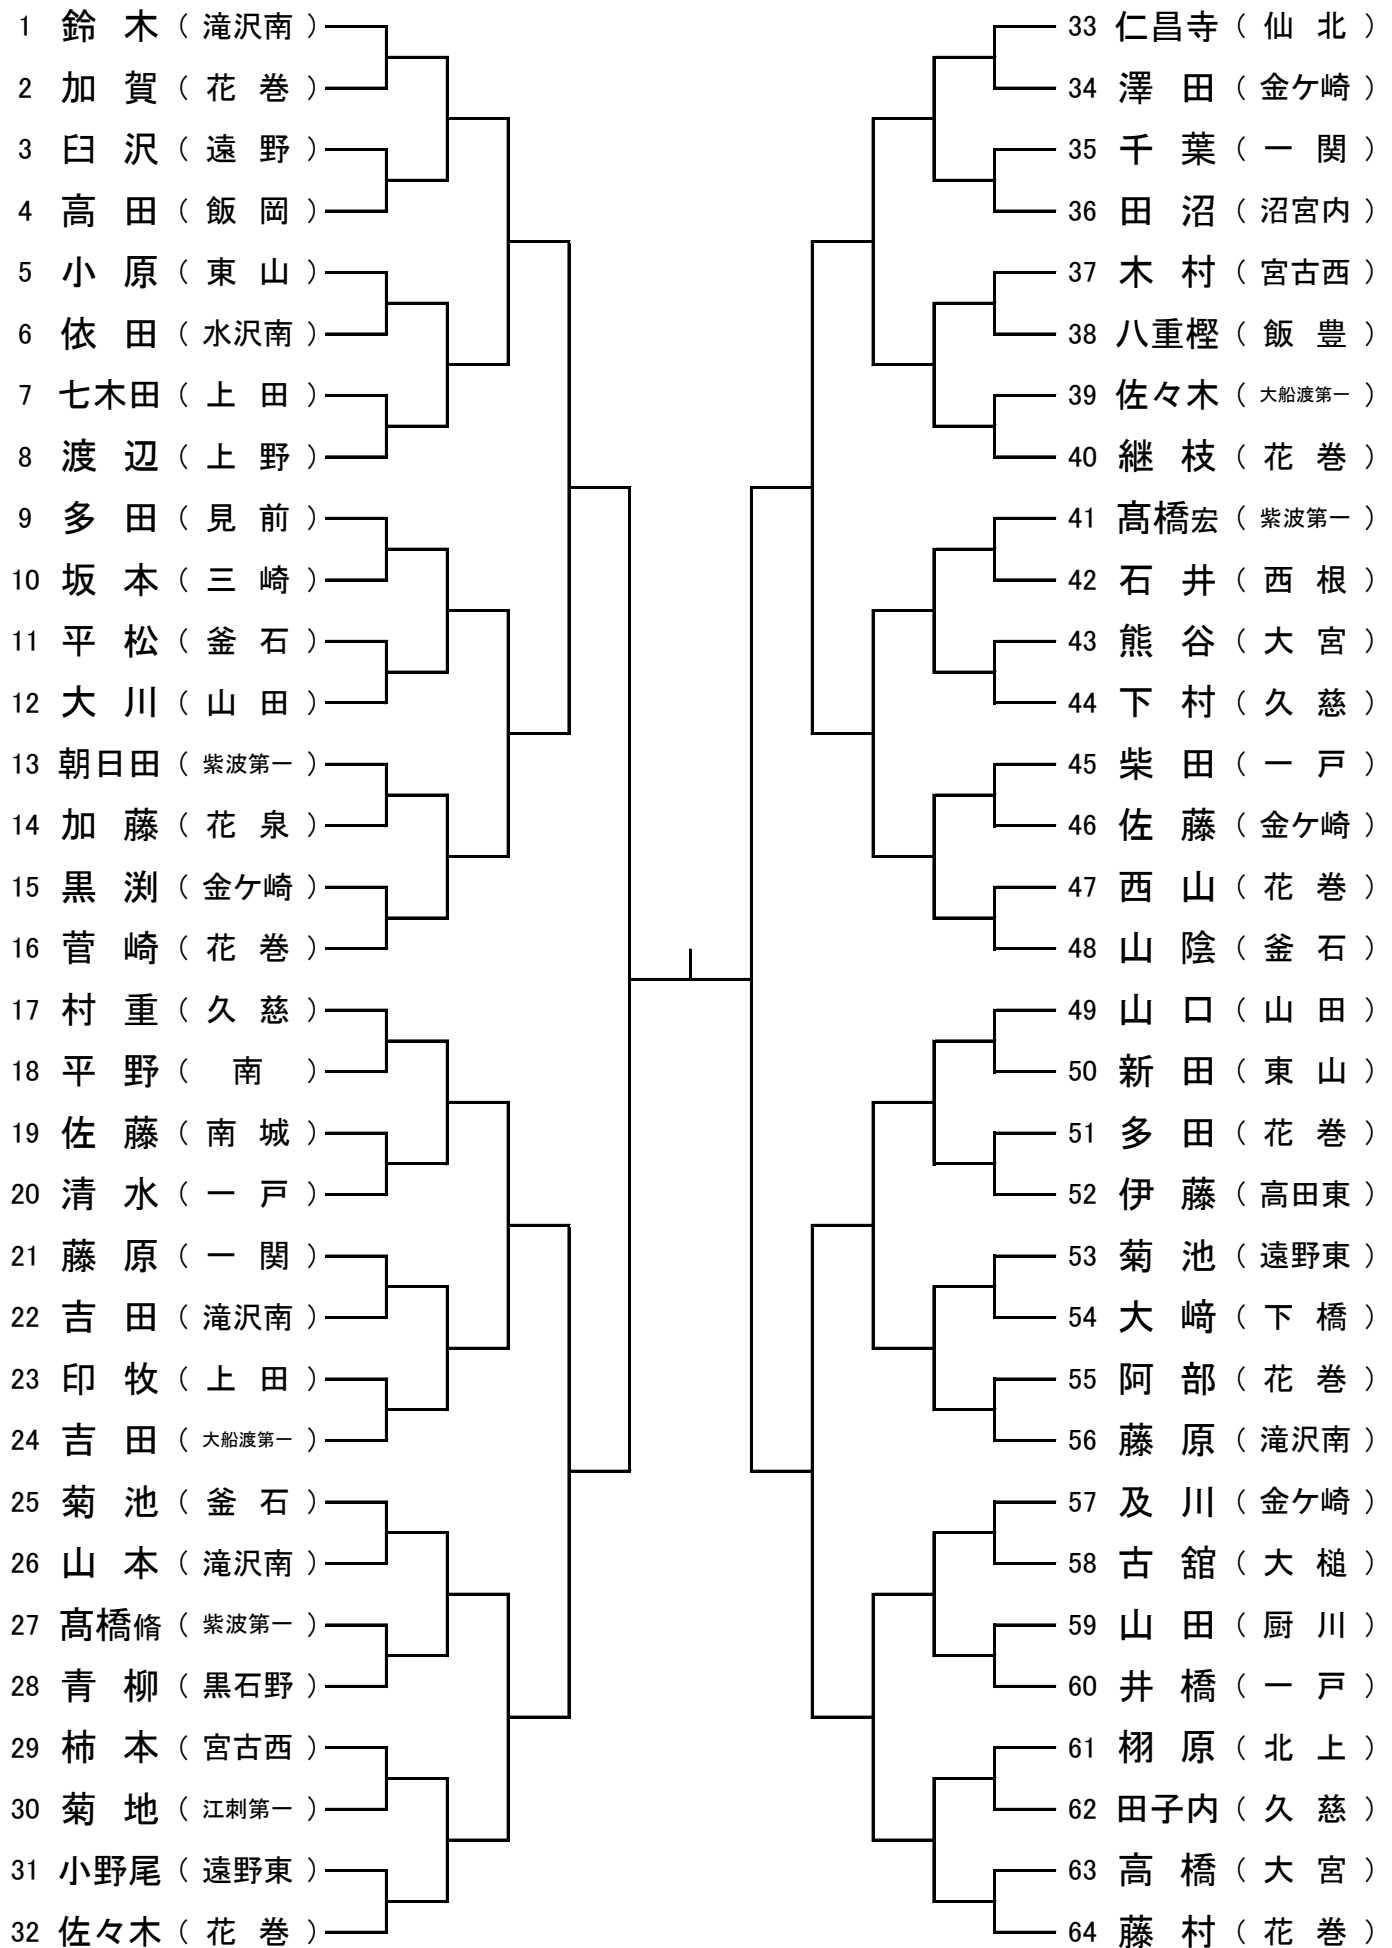 1 鈴 木 ( 滝沢南 )
2 加 賀 ( 花 巻 )
3 臼 沢 ( 遠 野 )
4 高 田 ( 飯 岡 )
5 小 原 ( 東 山 )
6 依 田 ( 水沢南 )
7 七木田 ( 上 田 )
8 渡 辺 ( 上 野 )
9 多 田 ( 見 前 )
10 坂 本 ( 三 崎 )
11 平 松 ( 釜 石 )
12 大 川 ( 山 田 )
13 朝日田 ( 紫波第一 )
14 加 藤 ( 花 泉 )
15 黒 渕 ( 金ケ崎 )
16 菅 崎 ( 花 巻 )
17 村 重 ( 久 慈 )
18 平 野 ( 南 )
19 佐 藤 ( 南 城 )
20 清 水 ( 一 戸 )
21 藤 原 ( 一 関 )
22 吉 田 ( 滝沢南 )
23 印 牧 ( 上 田 )
24 吉 田 ( 大船渡第一 )
25 菊 池 ( 釜 石 )
26 山 本 ( 滝沢南 )
27 髙橋脩 ( 紫波第一 )
28 青 柳 ( 黒石野 )
29 柿 本 ( 宮古西 )
30 菊 地 ( 江刺第一 )
31 小野尾 ( 遠野東 )
32 佐々木 ( 花 巻 )
33 仁昌寺 ( 仙 北 )
34 澤 田 ( 金ケ崎 )
35 千 葉 ( 一 関 )
36 田 沼 ( 沼宮内 )
37 木 村 ( 宮古西 )
38 八重樫 ( 飯 豊 )
39 佐々木 ( 大船渡第一 )
40 継 枝 ( 花 巻 )
41 髙橋宏 ( 紫波第一 )
42 石 井 ( 西 根 )
43 熊 谷 ( 大 宮 )
44 下 村 ( 久 慈 )
45 柴 田 ( 一 戸 )
46 佐 藤 ( 金ケ崎 )
47 西 山 ( 花 巻 )
48 山 陰 ( 釜 石 )
49 山 口 ( 山 田 )
50 新 田 ( 東 山 )
51 多 田 ( 花 巻 )
52 伊 藤 ( 高田東 )
53 菊 池 ( 遠野東 )
54 大 﨑 ( 下 橋 )
55 阿 部 ( 花 巻 )
56 藤 原 ( 滝沢南 )
57 及 川 ( 金ケ崎 )
58 古 舘 ( 大 槌 )
59 山 田 ( 厨 川 )
60 井 橋 ( 一 戸 )
61 栩 原 ( 北 上 )
62 田子内 ( 久 慈 )
63 高 橋 ( 大 宮 )
64 藤 村 ( 花 巻 )